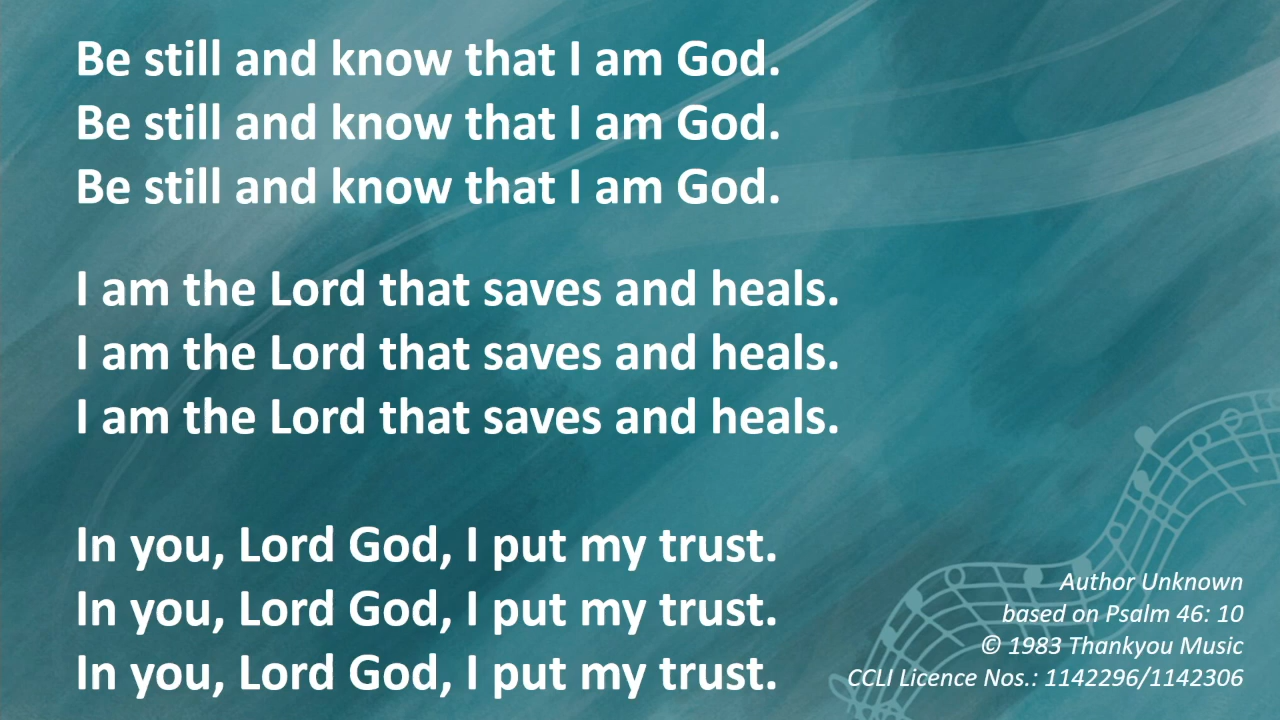 Be still and know that I am God.
Be still and know that I am God.
Be still and know that I am God.
I am the Lord that saves and heals.
I am the Lord that saves and heals.
I am the Lord that saves and heals.
In you, Lord God, I put my trust.
In you, Lord God, I put my trust.
In you, Lord God, I put my trust.
Author Unknown
based on Psalm 46: 10
© 1983 Thankyou Music
CCLI Licence Nos.: 1142296/1142306